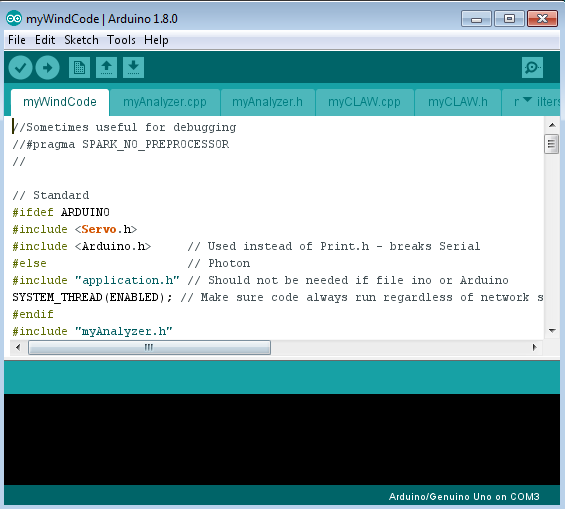 myWindCode | Arduino 1.8.0
File Edit Sketch Tools Help
myWindCode myAnalyzer.cpp myAnalyzer.h myCLAW.cpp myCLAW.h ilters
//Sometimes useful for debugging
//#pragma SPARK_NO_PREPROCESSOR
//
// Standard
#ifdef ARDUINO
#include <Servo.h>
#include <Arduino.h> // Used instead of Print.h - breaks Serial
#else // Photon
#include "application.h" // Should not be needed if file ino or Arduino
SYSTEM_THREAD(ENABLED); // Make sure code always run regardless of network s
#endif
#include "myAnalyzer.h"
Arduino/Genuino Uno on COM3